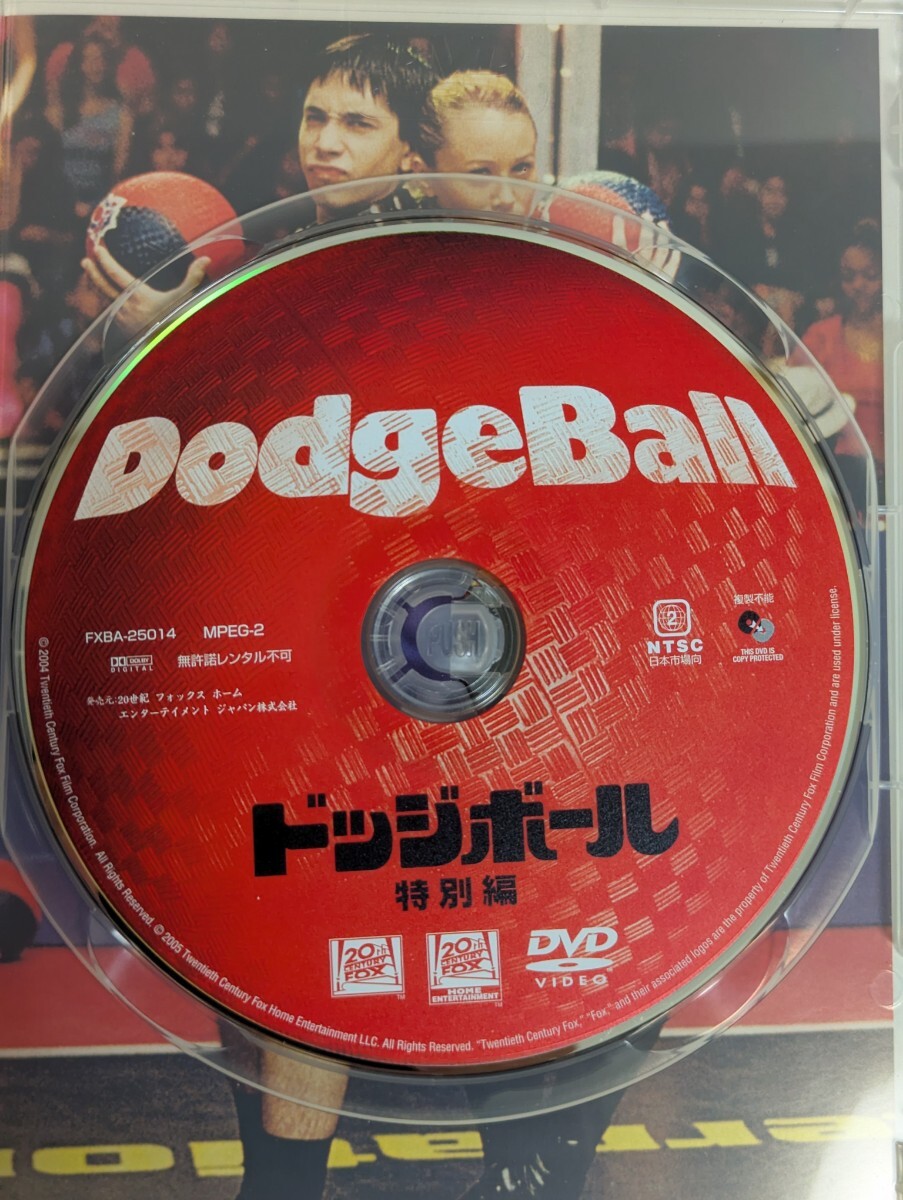 DodgeBall
FXBA-25014 MPEG-2
DOLBY
DIGITAL
無許諾レンタル不可
発売元:20世紀 フォックス ホーム
エンターテイメント ジャパン株式会社
PUSH
2
NTSC
日本市場向
複製不能
THIS DVD IS
COPY PROTECTED
ドッジボール
特別編
20th
CENTURY
FOX
TM
20th
CENTURY
FOX
HOME
ENTERTAINMENT
TM
DVD
VIDEO
© 2004 Twentieth Century Fox Film Corporation. All Rights Reserved. © 2005 Twentieth Century Fox Home Entertainment LLC. All Rights Reserved. "Twentieth Century Fox," "Fox," and their associated logos are the property of Twentieth Century Fox Film Corporation and are used under license.